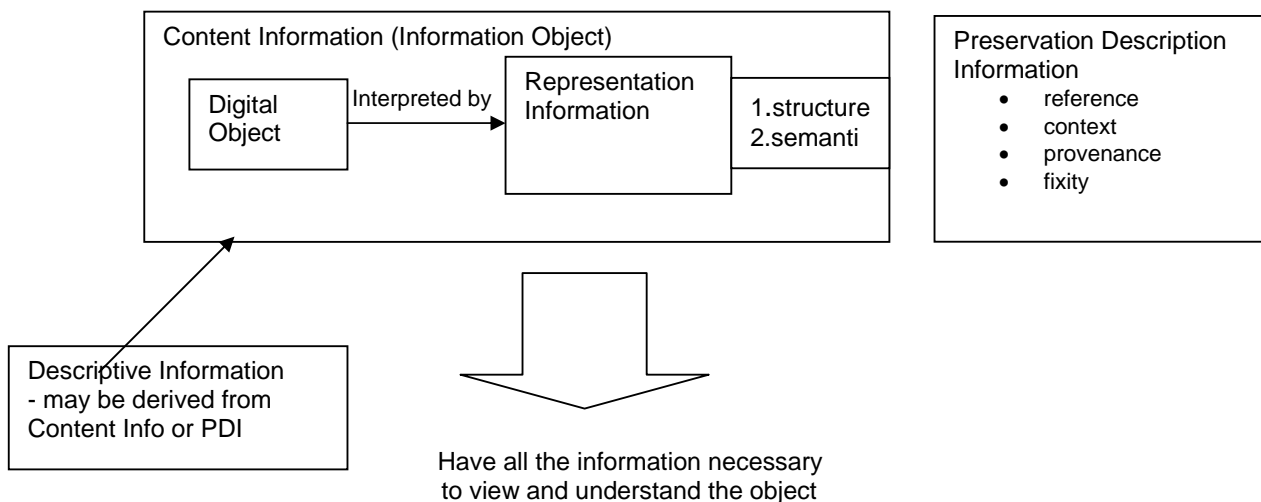 Content Information (Information Object)
Digital
Object
Interpreted by
Representation
Information
1.structure
2.semanti
Preservation Description
Information
• reference
• context
• provenance
• fixity
Descriptive Information
- may be derived from
Content Info or PDI
Have all the information necessary
to view and understand the object